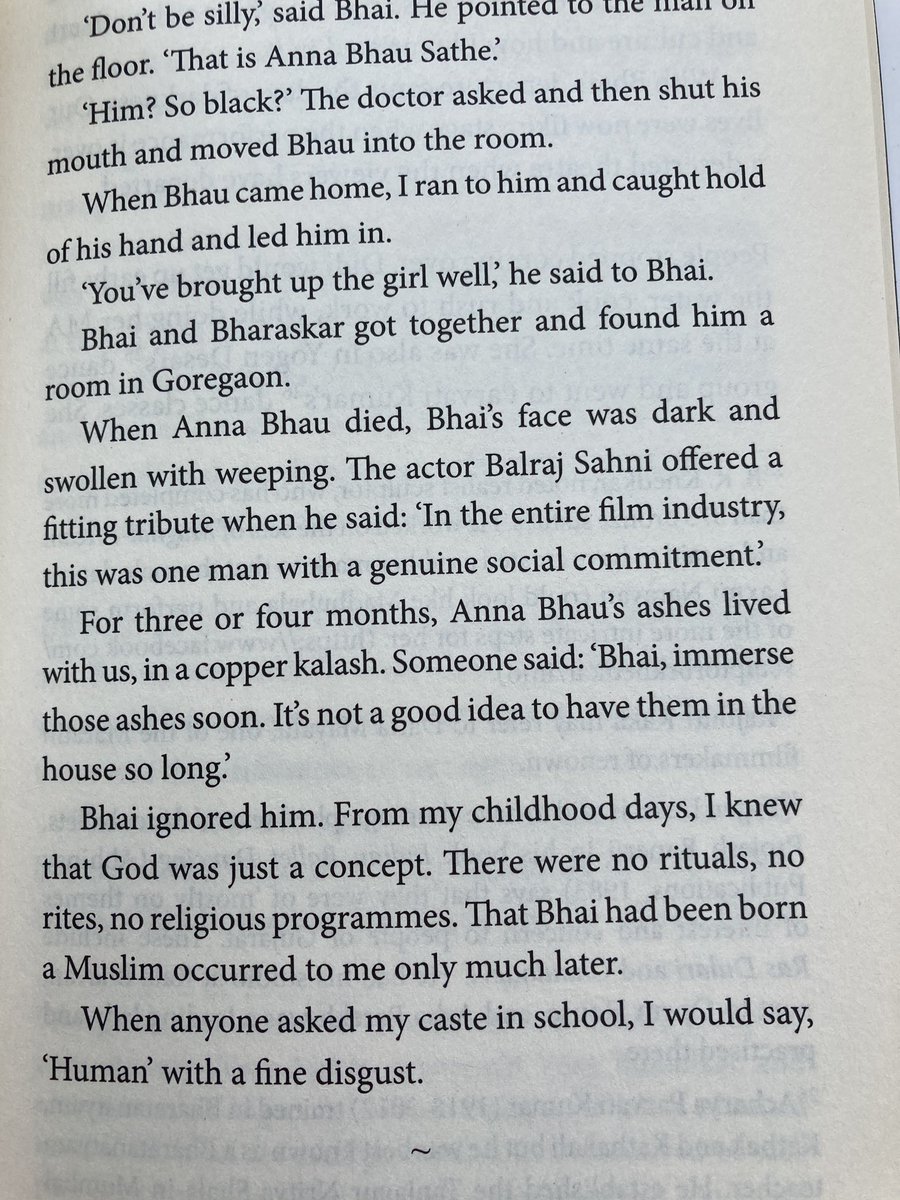 ‘Don’t be silly,’ said Bhai. He pointed to the man on
the floor. ‘That is Anna Bhau Sathe.’
‘Him? So black?’ The doctor asked and then shut his
mouth and moved Bhau into the room.
When Bhau came home, I ran to him and caught hold
of his hand and led him in.
‘You’ve brought up the girl well,’ he said to Bhai.
Bhai and Bharaskar got together and found him a
room in Goregaon.
When Anna Bhau died, Bhai’s face was dark and
swollen with weeping. The actor Balraj Sahni offered a
fitting tribute when he said: ‘In the entire film industry,
this was one man with a genuine social commitment.’
For three or four months, Anna Bhau’s ashes lived
with us, in a copper kalash. Someone said: ‘Bhai, immerse
those ashes soon. It’s not a good idea to have them in the
house so long.’
Bhai ignored him. From my childhood days, I knew
that God was just a concept. There were no rituals, no
rites, no religious programmes. That Bhai had been born
a Muslim occurred to me only much later.
When anyone asked my caste in school, I would say,
‘Human’ with a fine disgust.
~